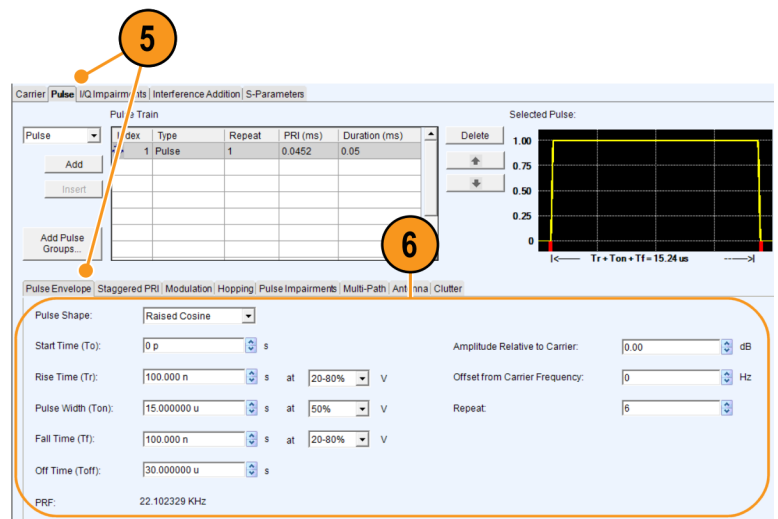 5
Carrier Pulse I/Q Impairments Interference Addition S-Parameters
Pulse Train
Selected Pulse:
Pulse
Index Type Repeat PRI (ms) Duration (ms)
1 Pulse 1 0.0452 0.05
Add
Insert
Add Pulse
Groups...
Delete
1.00
0.75
0.50
0.25
0
|<—— Tr + Ton + Tf = 15.24 us ----->|
6
Pulse Envelope Staggered PRI Modulation Hopping Pulse Impairments Multi-Path Antenna Clutter
Pulse Shape: Raised Cosine
Start Time (To): 0 p s Amplitude Relative to Carrier: 0.00 dB
Rise Time (Tr): 100.000 n s at 20-80% V Offset from Carrier Frequency: 0 Hz
Pulse Width (Ton): 15.000000 u s at 50% V Repeat: 6
Fall Time (Tf): 100.000 n s at 20-80% V
Off Time (Toff): 30.000000 u s
PRF: 22.102329 KHz